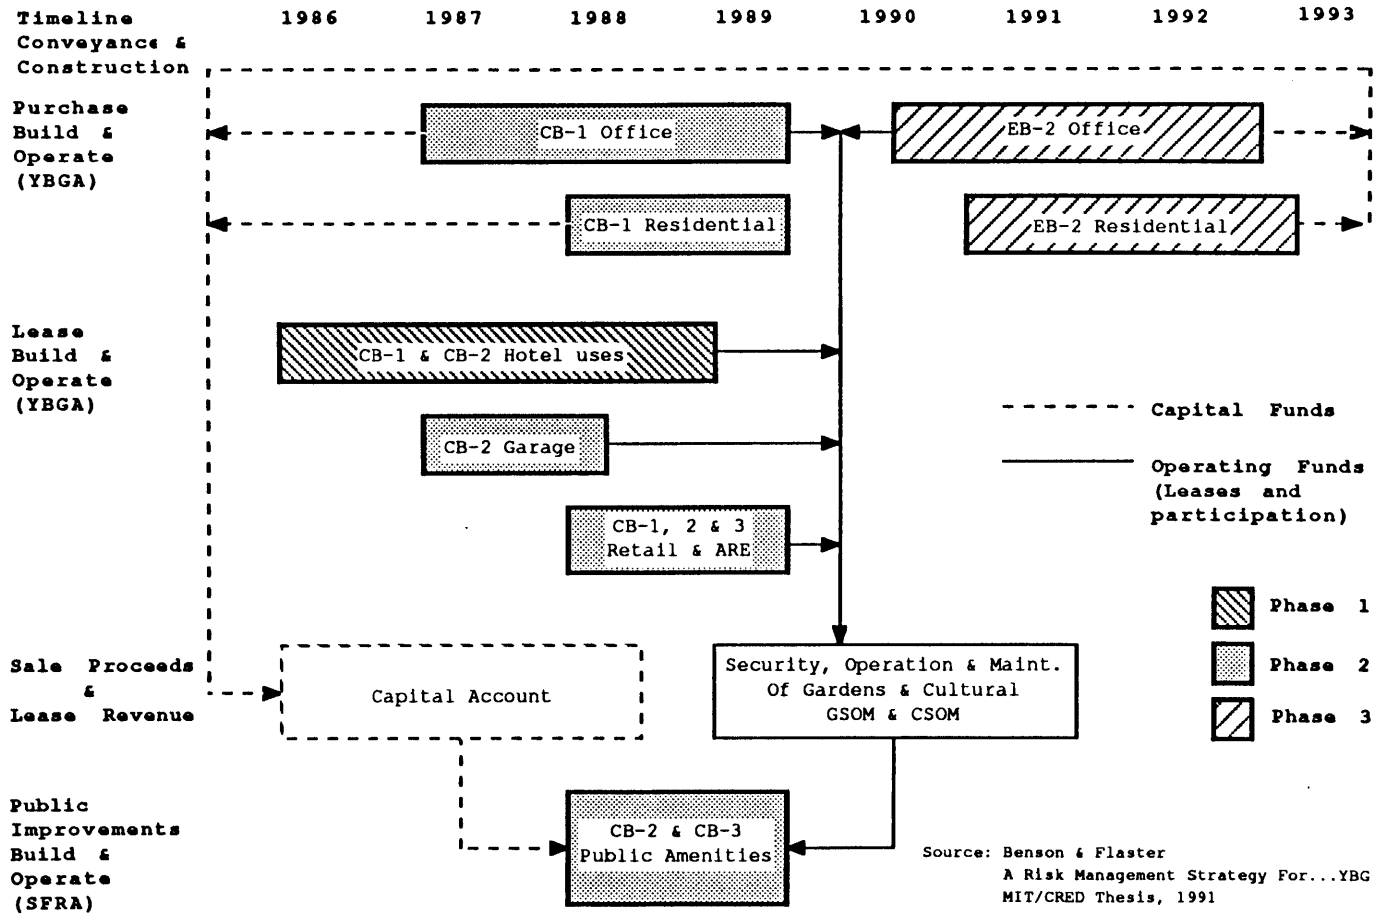 Timeline 1986 1987 1988 1989 1990 1991 1992 1993
Conveyance &
Construction
Purchase
Build &
Operate
(YBGA)
CB-1 Office
EB-2 Office
CB-1 Residential
EB-2 Residential
Lease
Build &
Operate
(YBGA)
CB-1 & CB-2 Hotel uses
CB-2 Garage
CB-1, 2 & 3
Retail & ARE
Capital Funds
Operating Funds
(Leases and
participation)
Phase 1
Phase 2
Phase 3
Sale Proceeds
&
Lease Revenue
Capital Account
Security, Operation & Maint.
Of Gardens & Cultural
GSOM & CSOM
Public
Improvements
Build &
Operate
(SFRA)
CB-2 & CB-3
Public Amenities
Source: Benson & Flaster
A Risk Management Strategy For...YBG
MIT/CRED Thesis, 1991